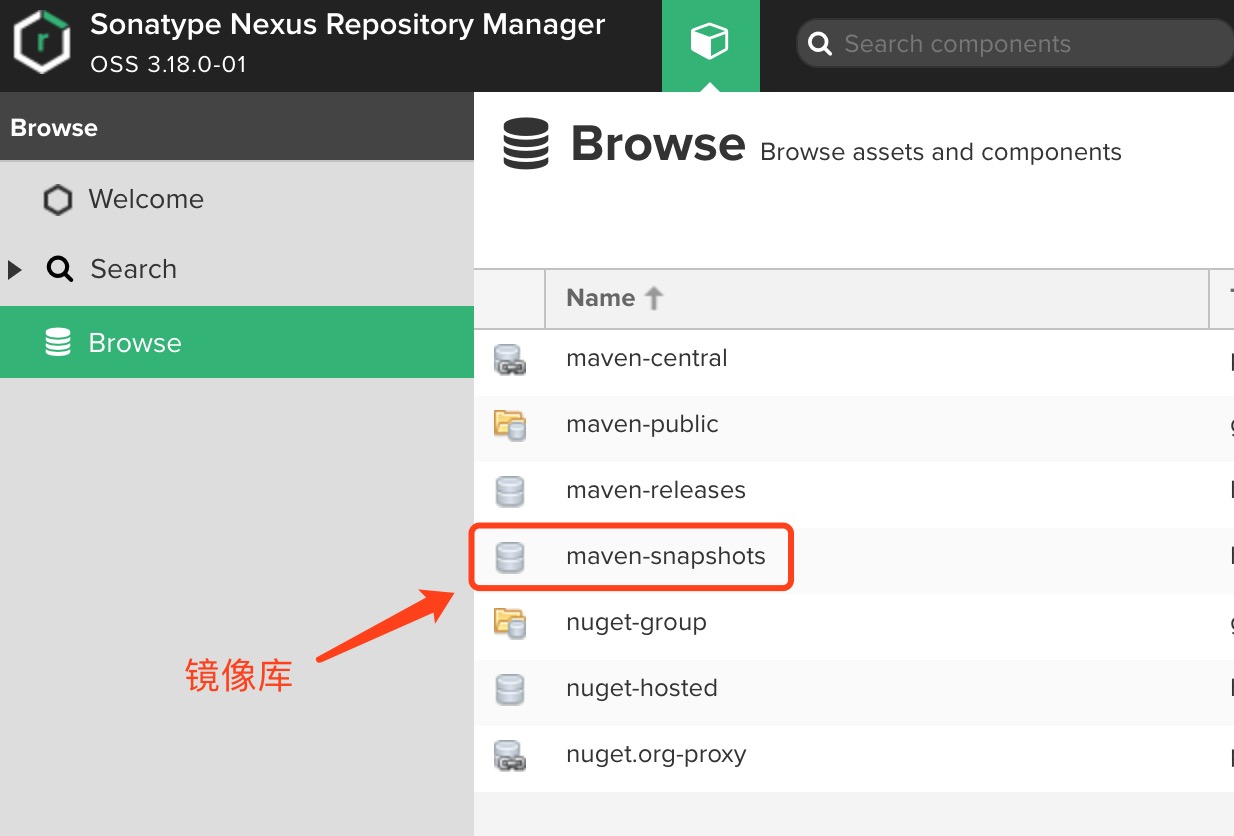 Sonatype Nexus Repository Manager
OSS 3.18.0-01
Search components
Browse
Welcome
Search
Browse
Browse Browse assets and components
Name
maven-central
maven-public
maven-releases
maven-snapshots
nuget-group
镜像库
nuget-hosted
nuget.org-proxy